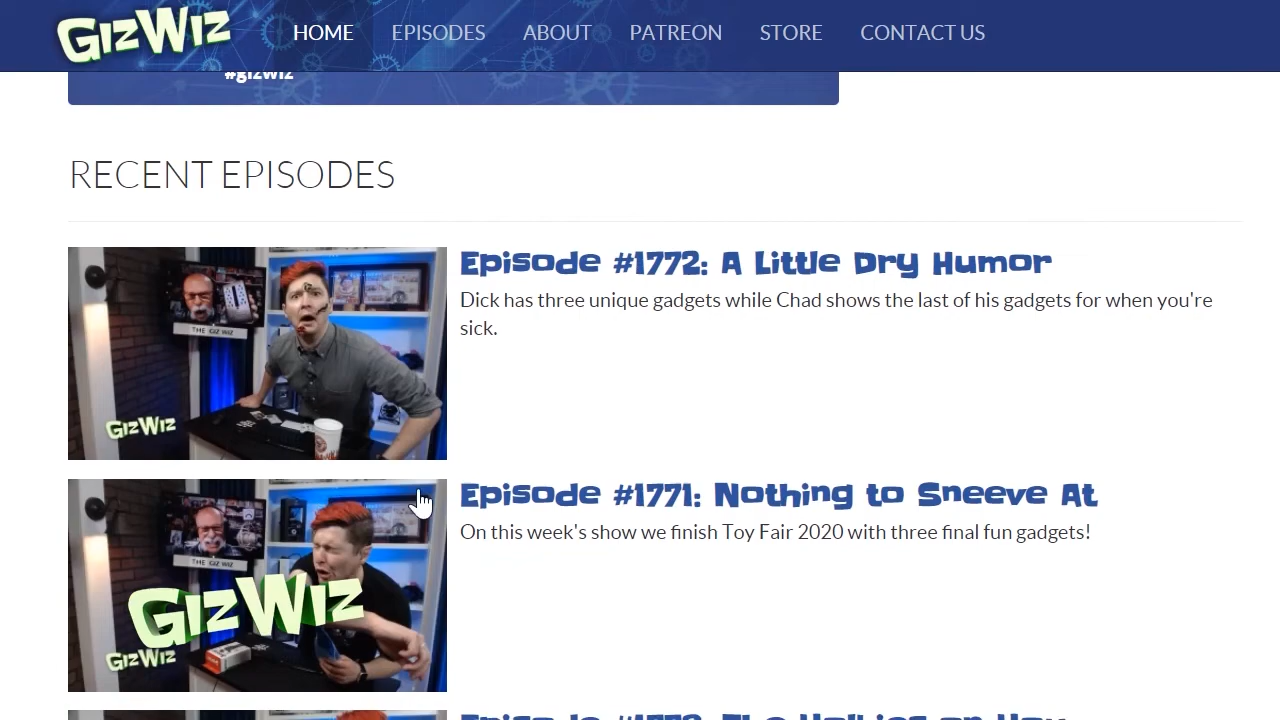 GIZWIZ
HOME EPISODES ABOUT PATREON STORE CONTACT US
#gizwiz
RECENT EPISODES
THE GIZ WIZ
GIZWIZ
Episode #1772: A Little Dry Humor
Dick has three unique gadgets while Chad shows the last of his gadgets for when you're
sick.
THE GIZ WIZ
GIZWIZ
GIZWIZ
Episode #1771: Nothing to Sneeve At
On this week's show we finish Toy Fair 2020 with three final fun gadgets!